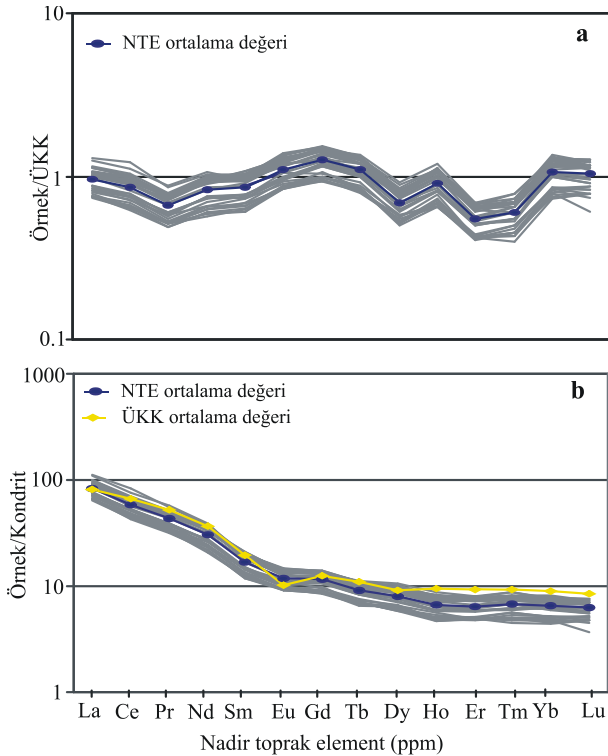 10
a
NTE ortalama değeri
1
0.1
Örnek/ÜKK
1000
b
NTE ortalama değeri
ÜKK ortalama değeri
100
10
1
Örnek/Kondrit
La Ce Pr Nd Sm Eu Gd Tb Dy Ho Er Tm Yb Lu
Nadir toprak element (ppm)